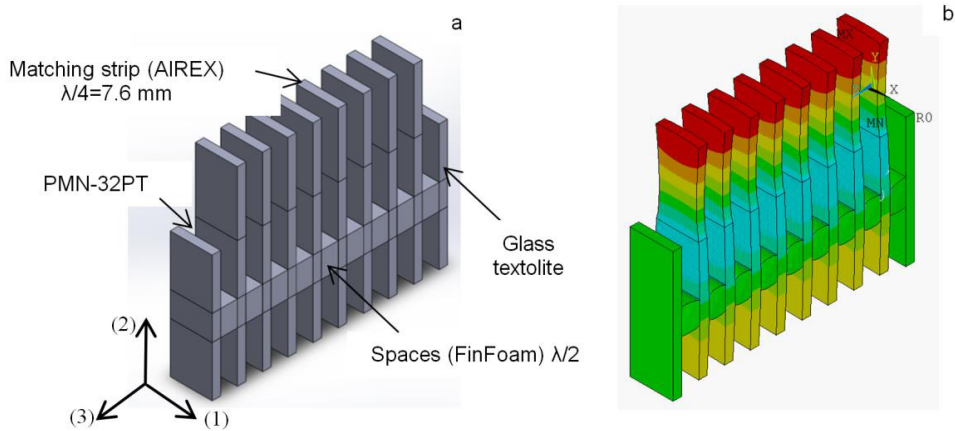 a
b
Matching strip (AIREX)
λ/4=7.6 mm
PMN-32PT
Glass
textolite
Spaces (FinFoam) λ/2
(2)
(3)
(1)
MX
Y
X
MN
R0